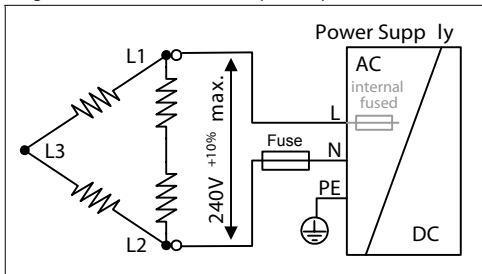 Power Supp ly
L1
AC
internal
fused
L
240V +10% max.
Fuse
N
L3
PE
L2
DC